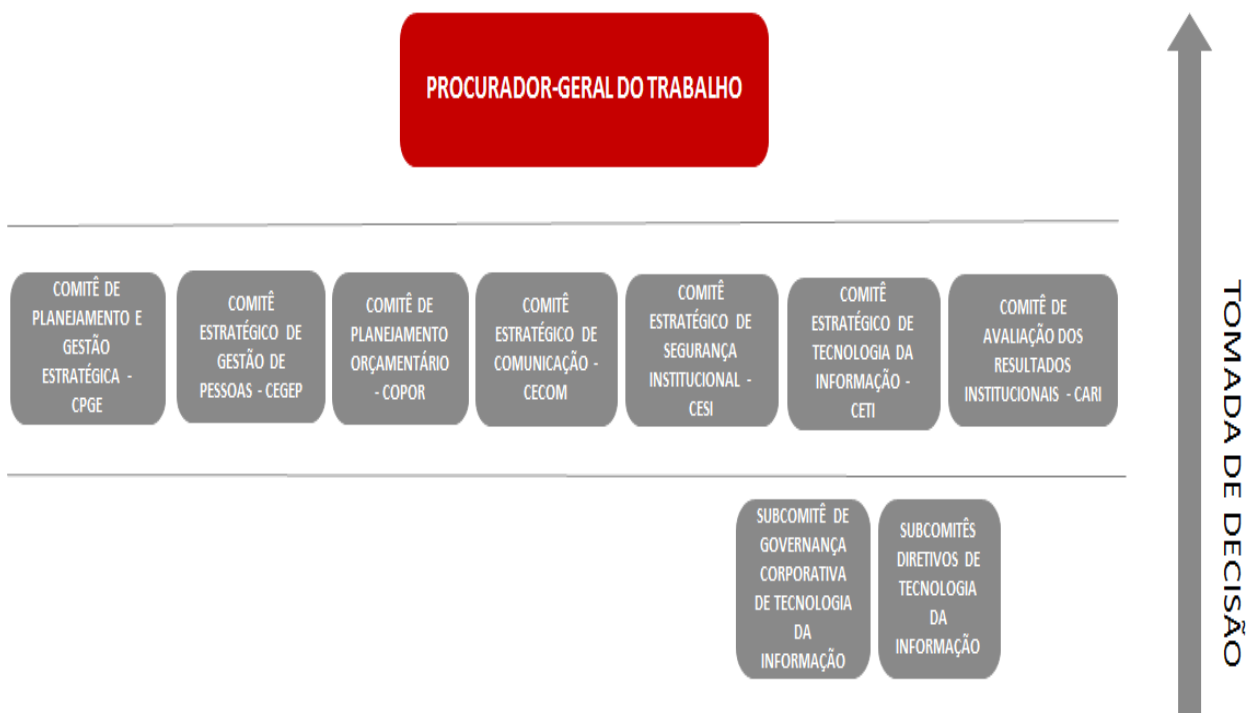 PROCURADOR-GERAL DO TRABALHO
COMITÊ DE
PLANEJAMENTO E
GESTÃO
ESTRATÉGICA -
CPGE
COMITÊ
ESTRATÉGICO DE
GESTÃO DE
PESSOAS - CEGEP
COMITÊ DE
PLANEJAMENTO
ORÇAMENTÁRIO
- COPOR
COMITÊ
ESTRATÉGICO DE
COMUNICAÇÃO -
CECOM
COMITÊ
ESTRATÉGICO DE
SEGURANÇA
INSTITUCIONAL -
CESI
COMITÊ
ESTRATÉGICO DE
TECNOLOGIA DA
INFORMAÇÃO -
CETI
COMITÊ DE
AVALIAÇÃO DOS
RESULTADOS
INSTITUCIONAIS - CARI
SUBCOMITÊ DE
GOVERNANÇA
CORPORATIVA
DE TECNOLOGIA
DA
INFORMAÇÃO
SUBCOMITÊS
DIRETIVOS DE
TECNOLOGIA
DA
INFORMAÇÃO
TOMADA DE DECISÃO